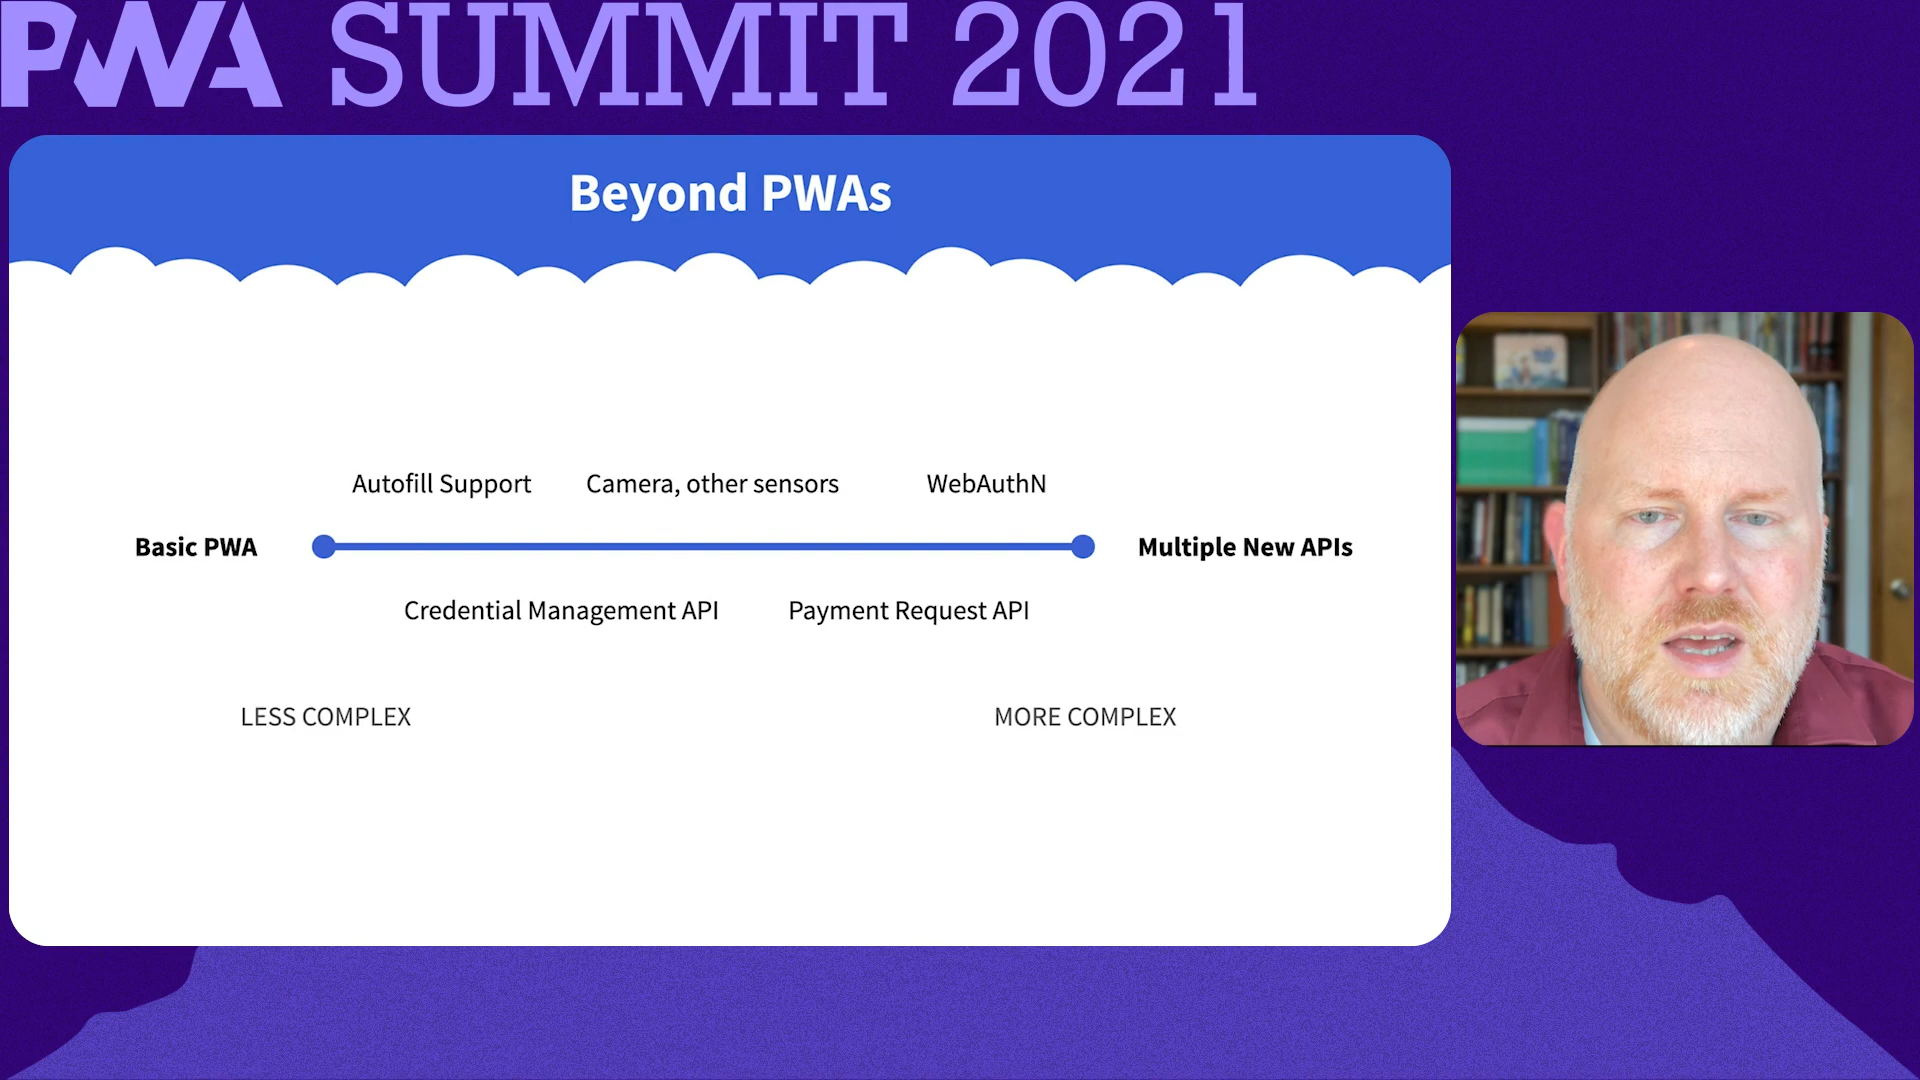 PWA SUMMIT 2021
Beyond PWAs
Autofill Support Camera, other sensors WebAuthN
Basic PWA Multiple New APIs
Credential Management API Payment Request API
LESS COMPLEX MORE COMPLEX